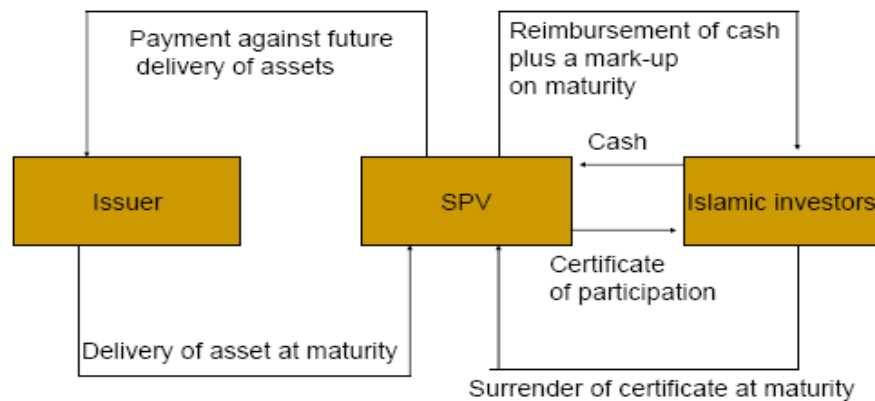 Payment against future
delivery of assets
Reimbursement of cash
plus a mark-up
on maturity
Cash
Issuer
SPV
Islamic investors
Certificate
of participation
Delivery of asset at maturity
Surrender of certificate at maturity